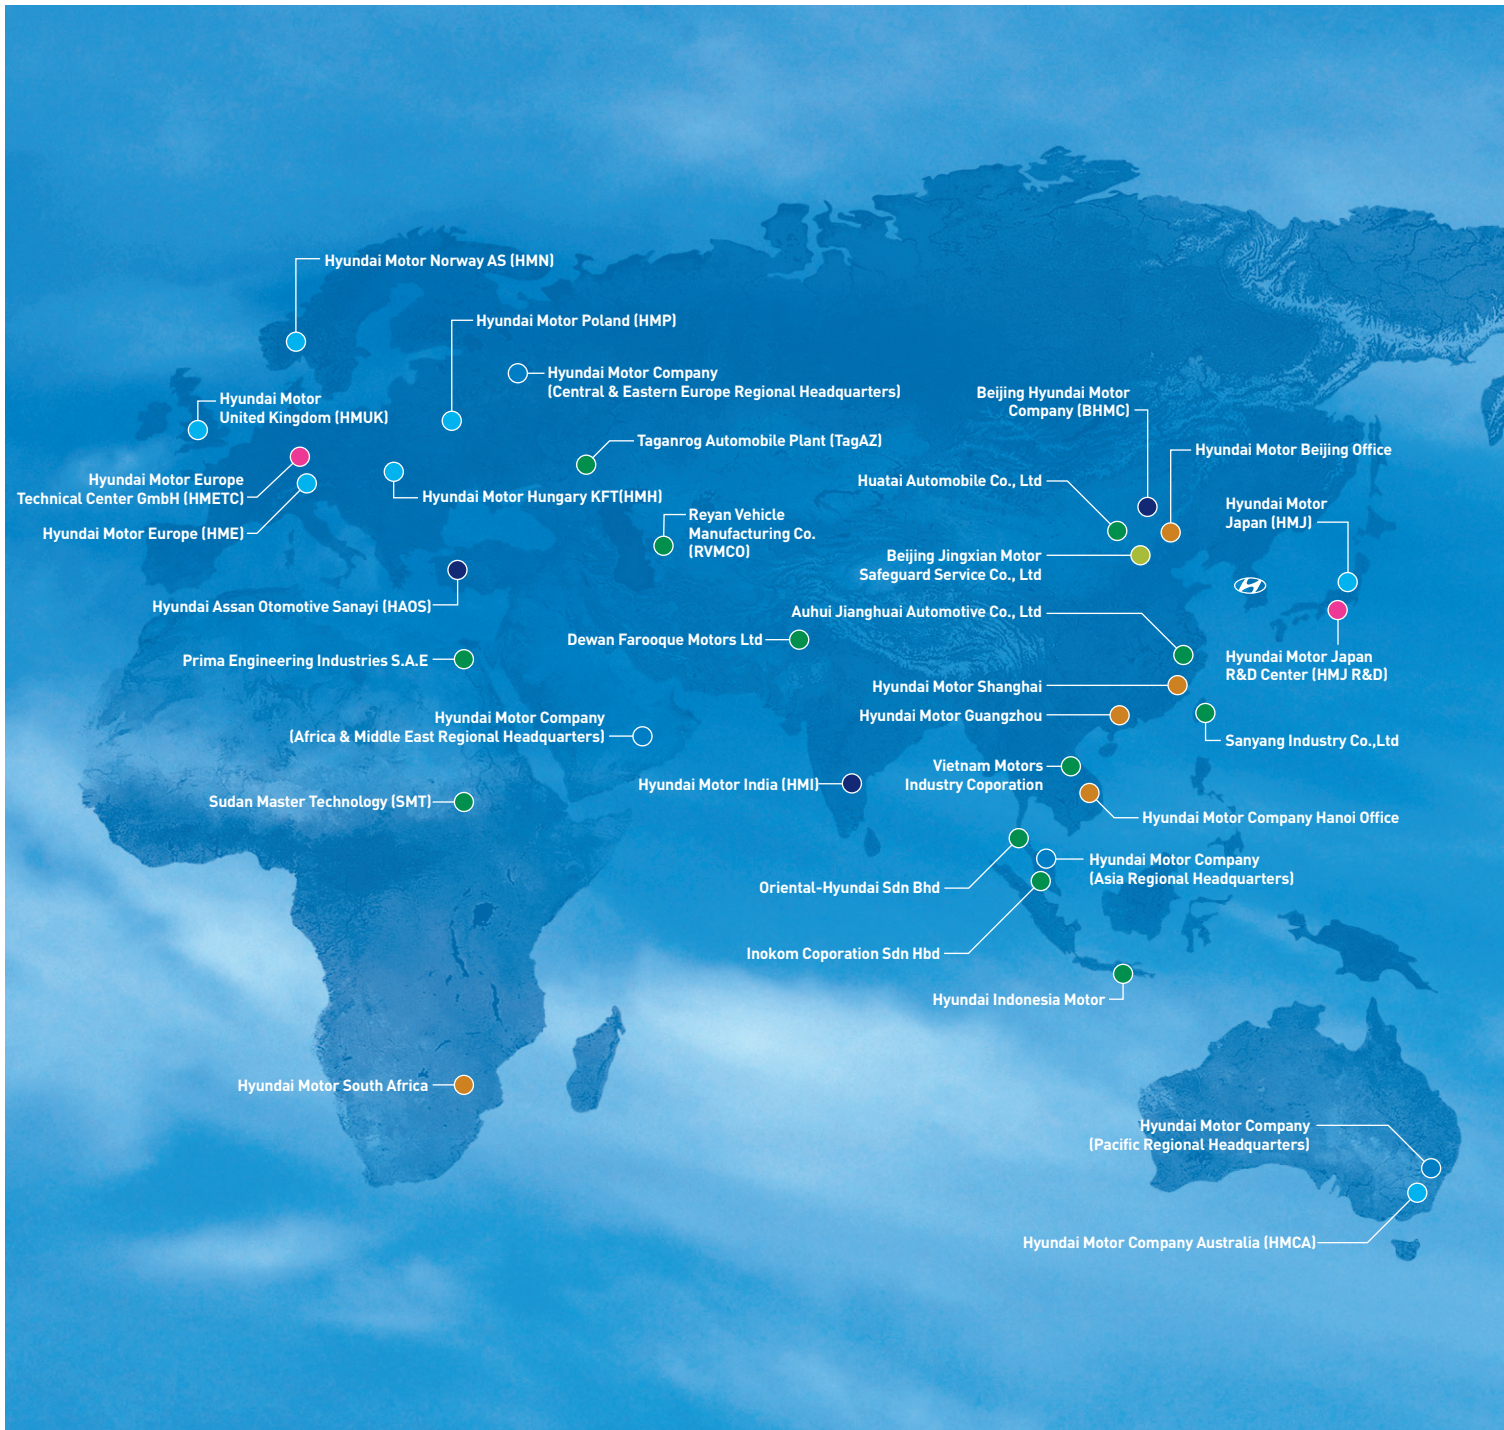 Hyundai Motor Norway AS (HMN)
Hyundai Motor Poland (HMP)
Hyundai Motor Company
(Central & Eastern Europe Regional Headquarters)
Hyundai Motor
United Kingdom (HMUK)
Beijing Hyundai Motor
Company (BHMC)
Taganrog Automobile Plant (TagAZ)
Hyundai Motor Beijing Office
Hyundai Motor Europe
Technical Center GmbH (HMETC)
Huatai Automobile Co., Ltd
Hyundai Motor Hungary KFT(HMH)
Hyundai Motor
Japan (HMJ)
Reyan Vehicle
Manufacturing Co.
(RVMCO)
Hyundai Motor Europe (HME)
Beijing Jingxian Motor
Safeguard Service Co., Ltd
Hyundai Assan Otomotive Sanayi (HAOS)
Auhui Jianghuai Automotive Co., Ltd
Dewan Farooque Motors Ltd
Prima Engineering Industries S.A.E
Hyundai Motor Japan
R&D Center (HMJ R&D)
Hyundai Motor Shanghai
Hyundai Motor Guangzhou
Hyundai Motor Company
(Africa & Middle East Regional Headquarters)
Sanyang Industry Co.,Ltd
Vietnam Motors
Industry Coporation
Hyundai Motor India (HMI)
Sudan Master Technology (SMT)
Hyundai Motor Company Hanoi Office
Hyundai Motor Company
(Asia Regional Headquarters)
Oriental-Hyundai Sdn Bhd
Inokom Coporation Sdn Hbd
Hyundai Indonesia Motor
Hyundai Motor South Africa
Hyundai Motor Company
(Pacific Regional Headquarters)
Hyundai Motor Company Australia (HMCA)